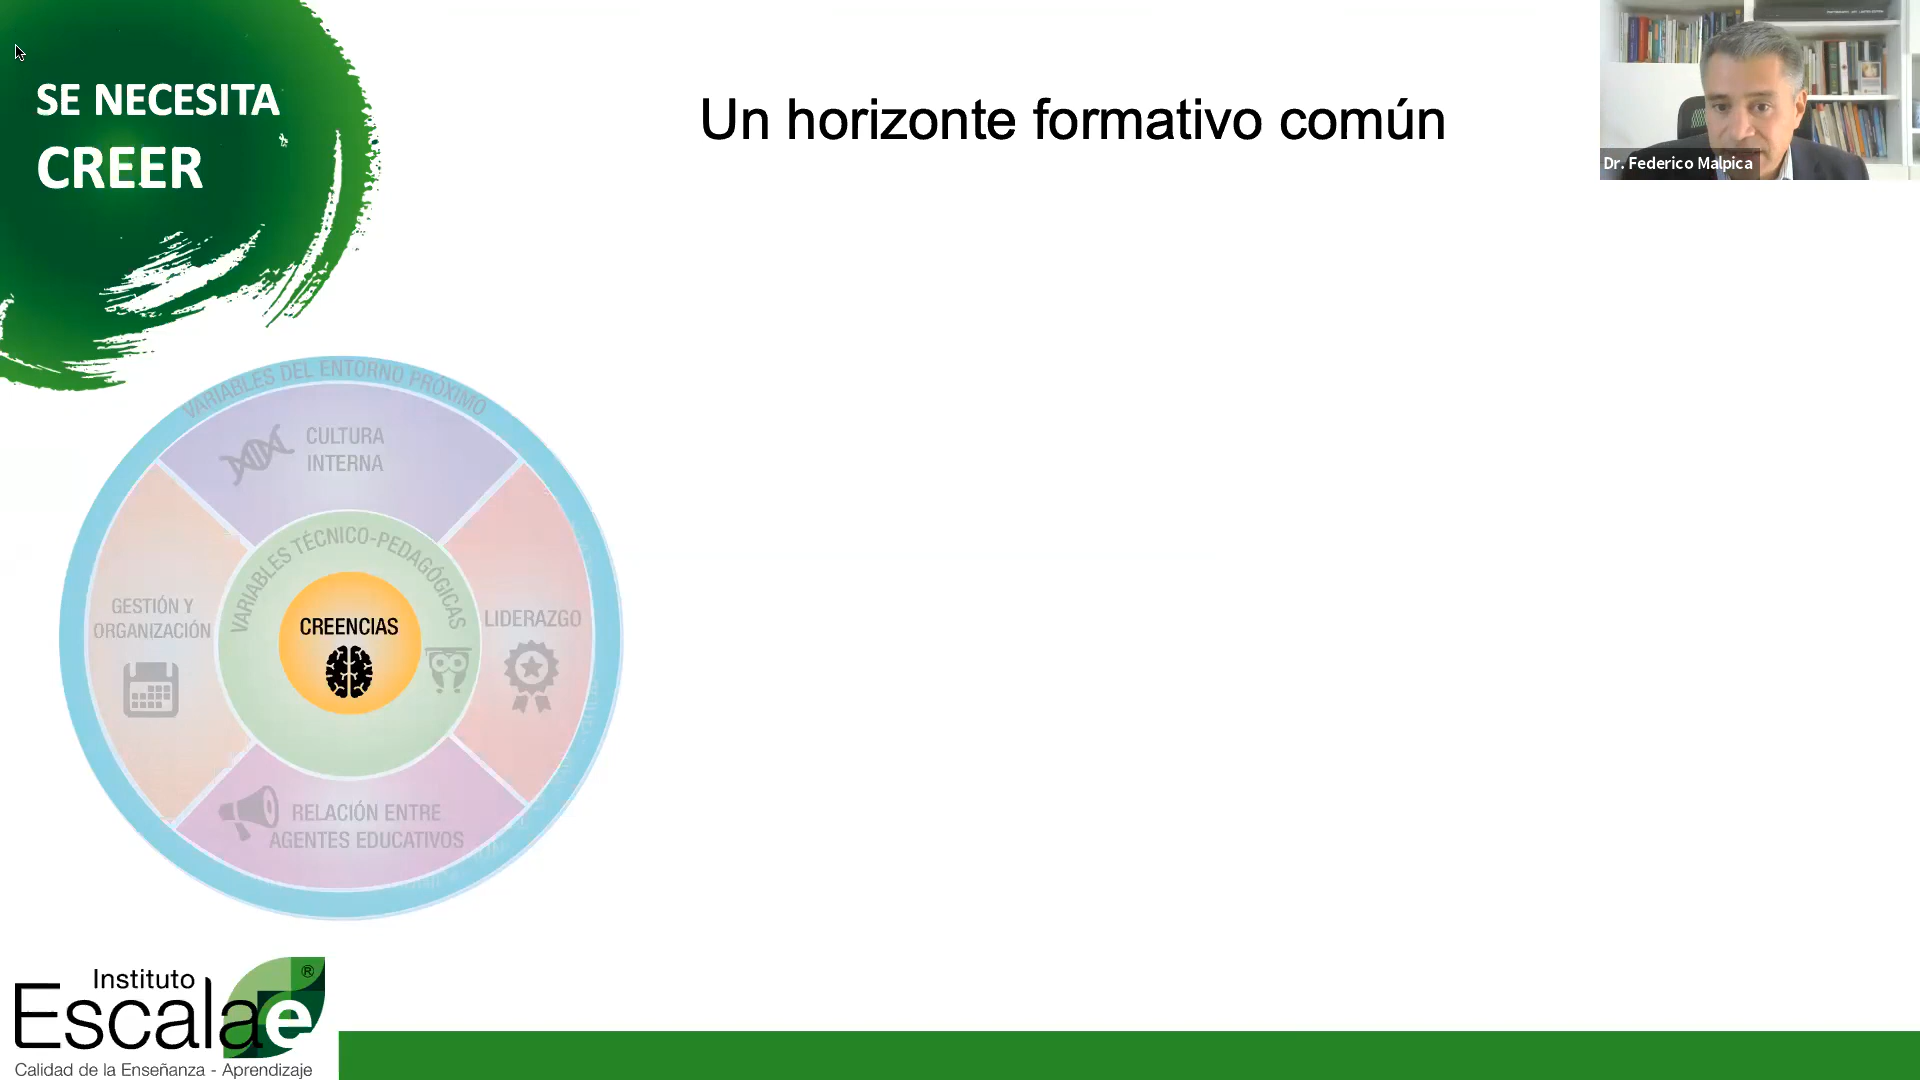 SE NECESITA
CREER
Un horizonte formativo común
Dr. Federico Malpica
VARIABLES DEL ENTORNO PRÓXIMO
CULTURA
INTERNA
VARIABLES TÉCNICO-PEDAGÓGICAS
GESTIÓN Y
ORGANIZACIÓN
CREENCIAS
LIDERAZGO
RELACIÓN ENTRE
AGENTES EDUCATIVOS
Instituto
Escalae
®
Calidad de la Enseñanza - Aprendizaje